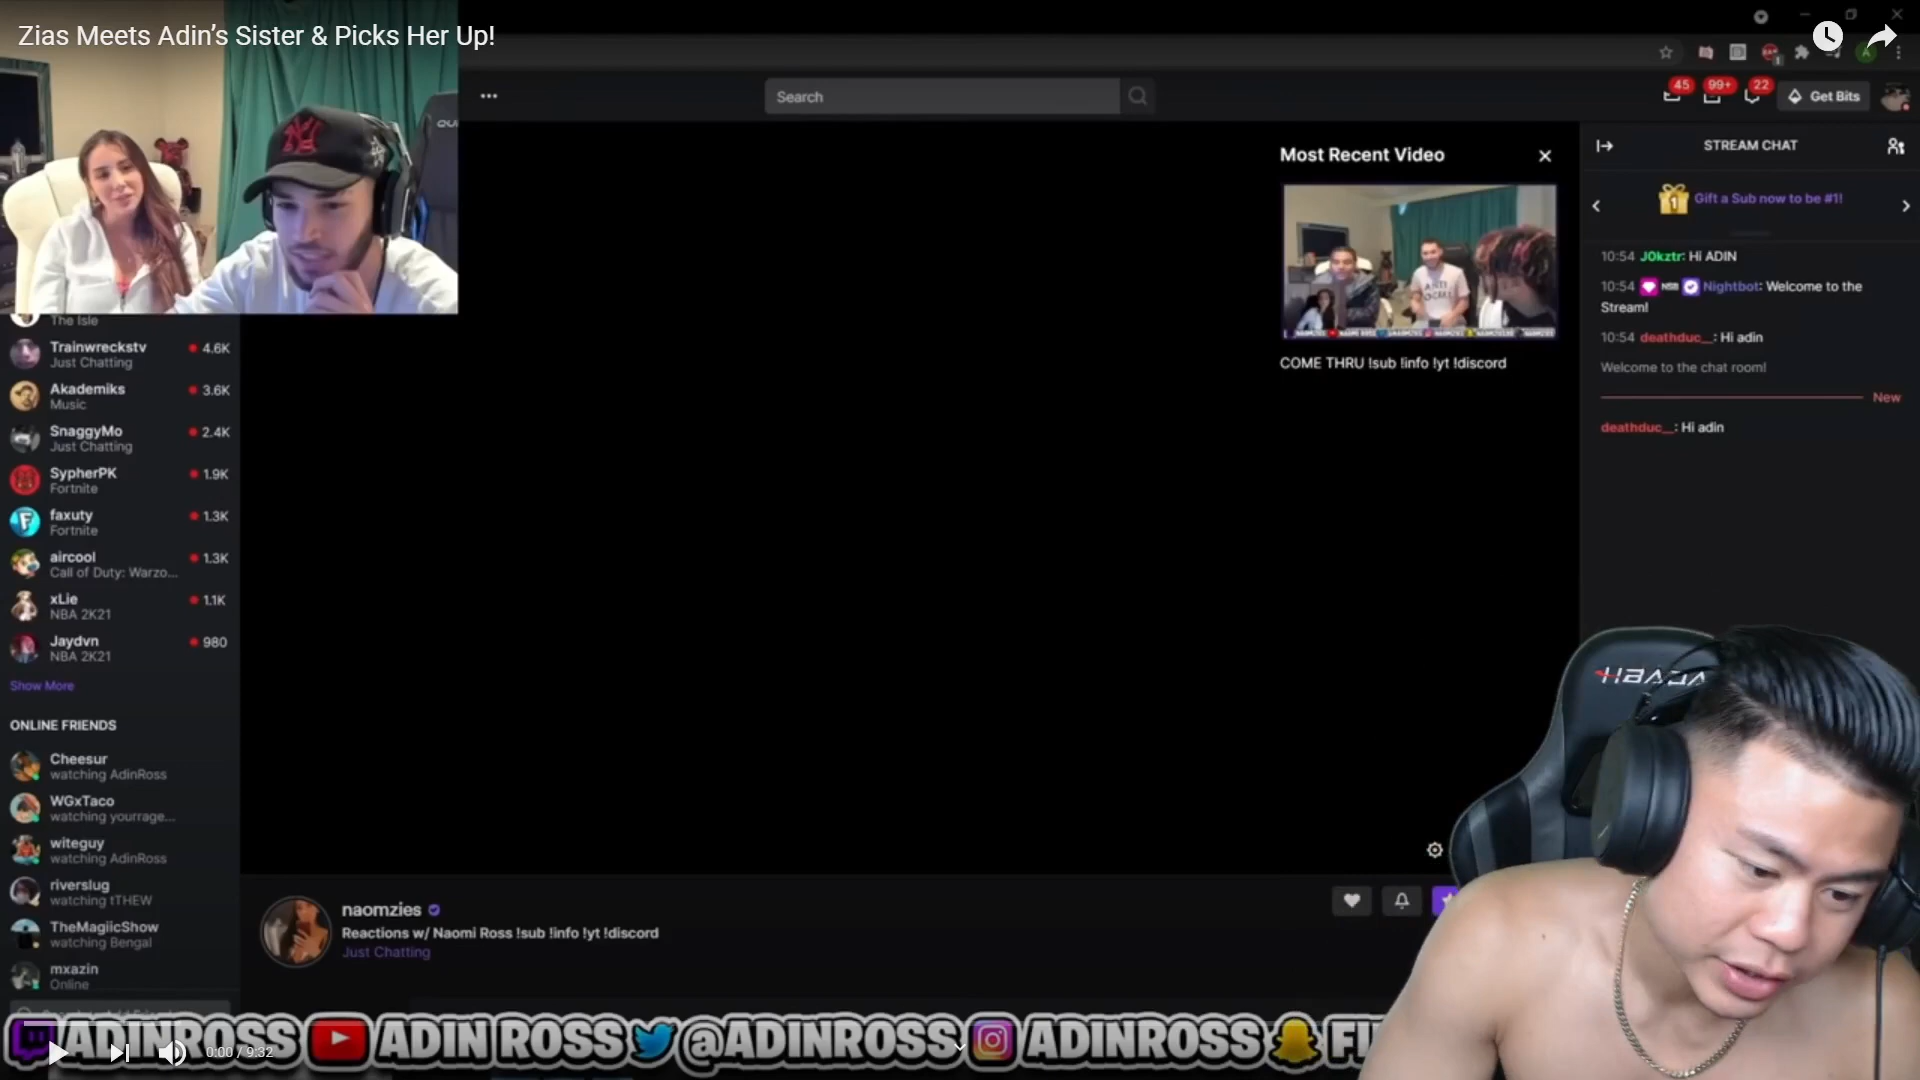 Zias Meets Adin's Sister & Picks Her Up!
Search
45
99+
22
Get Bits
Most Recent Video
COME THRU !sub !info !yt !discord
STREAM CHAT
Gift a Sub now to be #1!
10:54 J0kztr: Hi ADIN
10:54 Nightbot: Welcome to the
Stream!
10:54 deathduc__: Hi adin
Welcome to the chat room!
New
deathduc__: Hi adin
The Isle
Trainwreckstv 4.6K
Just Chatting
Akademiks 3.6K
Music
SnaggyMo 2.4K
Just Chatting
SypherPK 1.9K
Fortnite
faxuty 1.3K
Fortnite
aircool 1.3K
Call of Duty: Warzo...
xLie 1.1K
NBA 2K21
Jaydvn 980
NBA 2K21
Show More
ONLINE FRIENDS
Cheesur
watching AdinRoss
WGxTaco
watching yourrage...
witeguy
watching AdinRoss
riverslug
watching tTHEW
TheMagiicShow
watching Bengal
mxazin
Online
naomzies
Reactions w/ Naomi Ross !sub !info !yt !discord
Just Chatting
HBADA
ADINROSS ADIN ROSS @ADINROSS ADINROSS
0:00 / 9:32